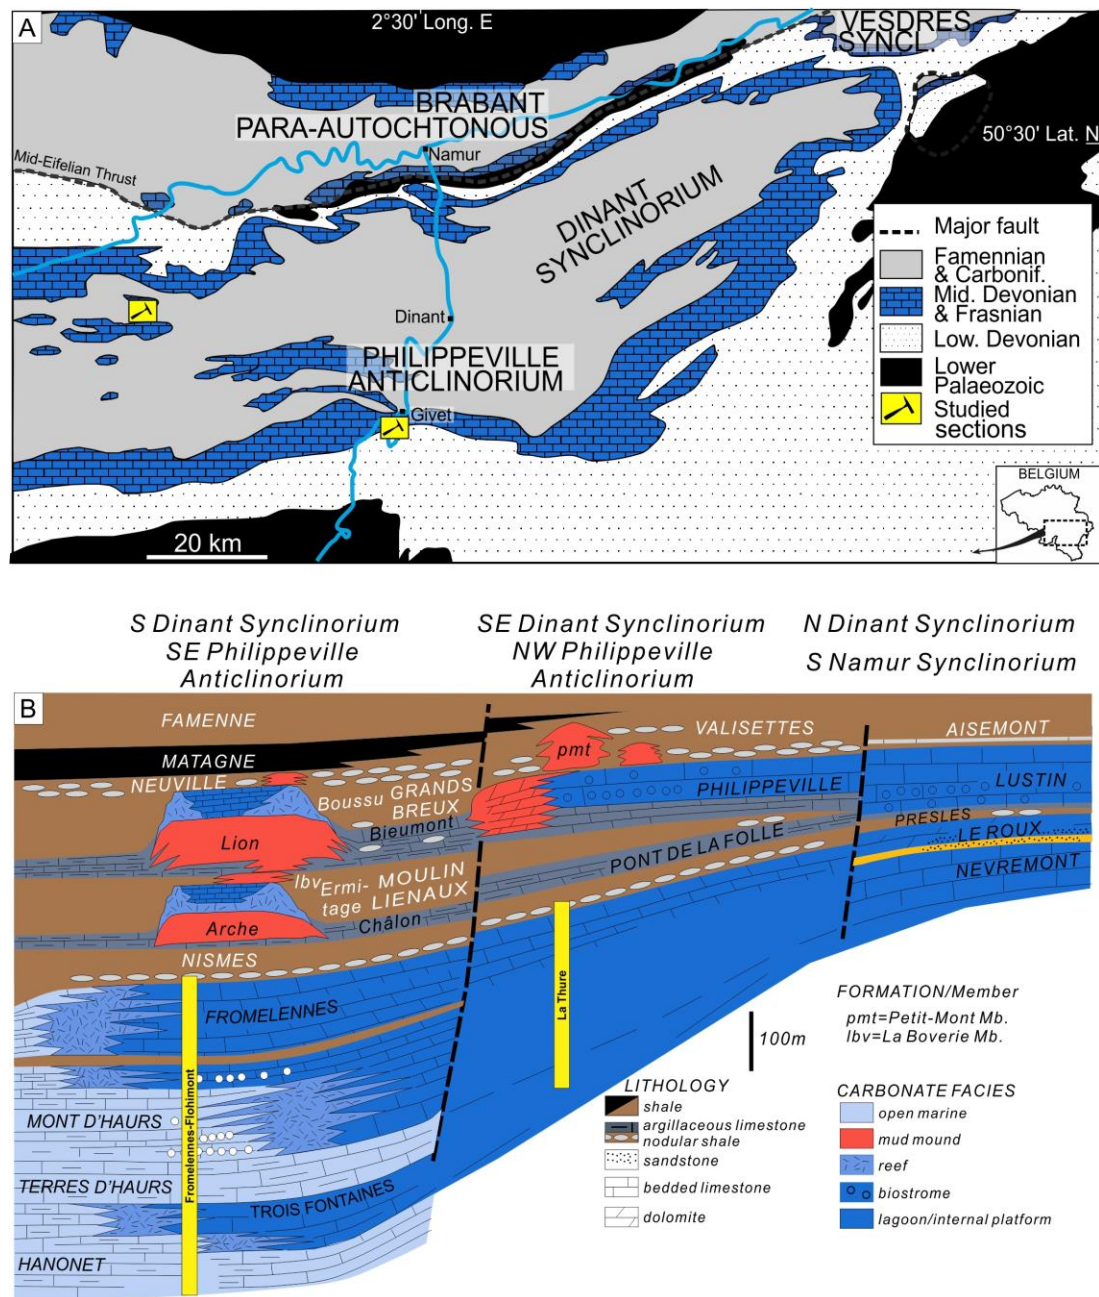 A
2°30' Long. E
VESDRES
SYNCL.
BRABANT
PARA-AUTOCHTONOUS
Namur
50°30' Lat. N
Mid-Eifelian Thrust
DINANT
SYNCLINORIUM
Dinant
PHILIPPEVILLE
ANTICLINORIUM
Givet
20 km
Major fault
Famennian
& Carbonif.
Mid. Devonian
& Frasnian
Low. Devonian
Lower
Palaeozoic
Studied
sections
BELGIUM
S Dinant Synclinorium
SE Philippeville
Anticlinorium
SE Dinant Synclinorium
NW Philippeville
Anticlinorium
N Dinant Synclinorium
S Namur Synclinorium
B
FAMENNE
MATAGNE
NEUVILLE
Boussu GRANDS
BREUX
Bieumont
Lion
lbv Ermi- MOULIN
tage LIENAUX
Arche
Châlon
NISMES
FROMELENNES
MONT D'HAURS
TERRES D'HAURS
TROIS FONTAINES
HANONET
Fromelennes-Flohimont
pmt
VALISETTES
PHILIPPEVILLE
PONT DE LA FOLLE
La Thure
AISEMONT
LUSTIN
PRESLES
LE ROUX
NEVREMONT
100m
FORMATION/Member
pmt=Petit-Mont Mb.
lbv=La Boverie Mb.
LITHOLOGY
shale
argillaceous limestone
nodular shale
sandstone
bedded limestone
dolomite
CARBONATE FACIES
open marine
mud mound
reef
biostrome
lagoon/internal platform